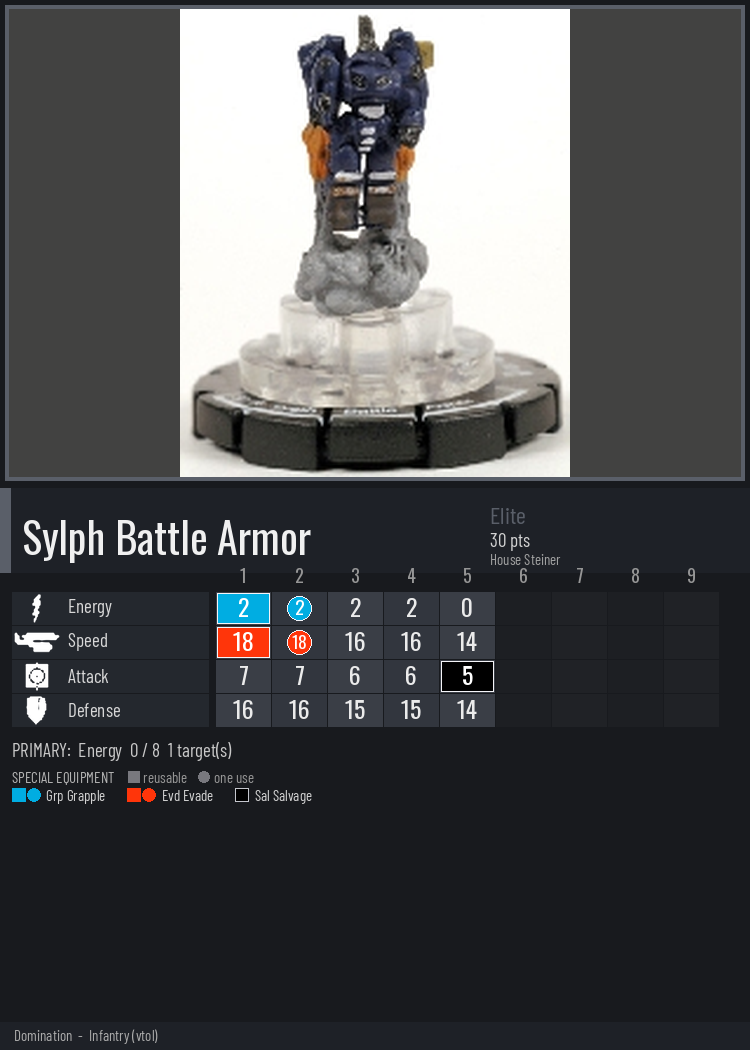 Sylph Battle Armor
Elite
30 pts
House Steiner
1 2 3 4 5 6 7 8 9
Energy 2 2 2 2 0
Speed 18 18 16 16 14
Attack 7 7 6 6 5
Defense 16 16 15 15 14
PRIMARY: Energy 0 / 8 1 target(s)
SPECIAL EQUIPMENT reusable one use
Grp Grapple Evd Evade Sal Salvage
Domination - Infantry (vtol)